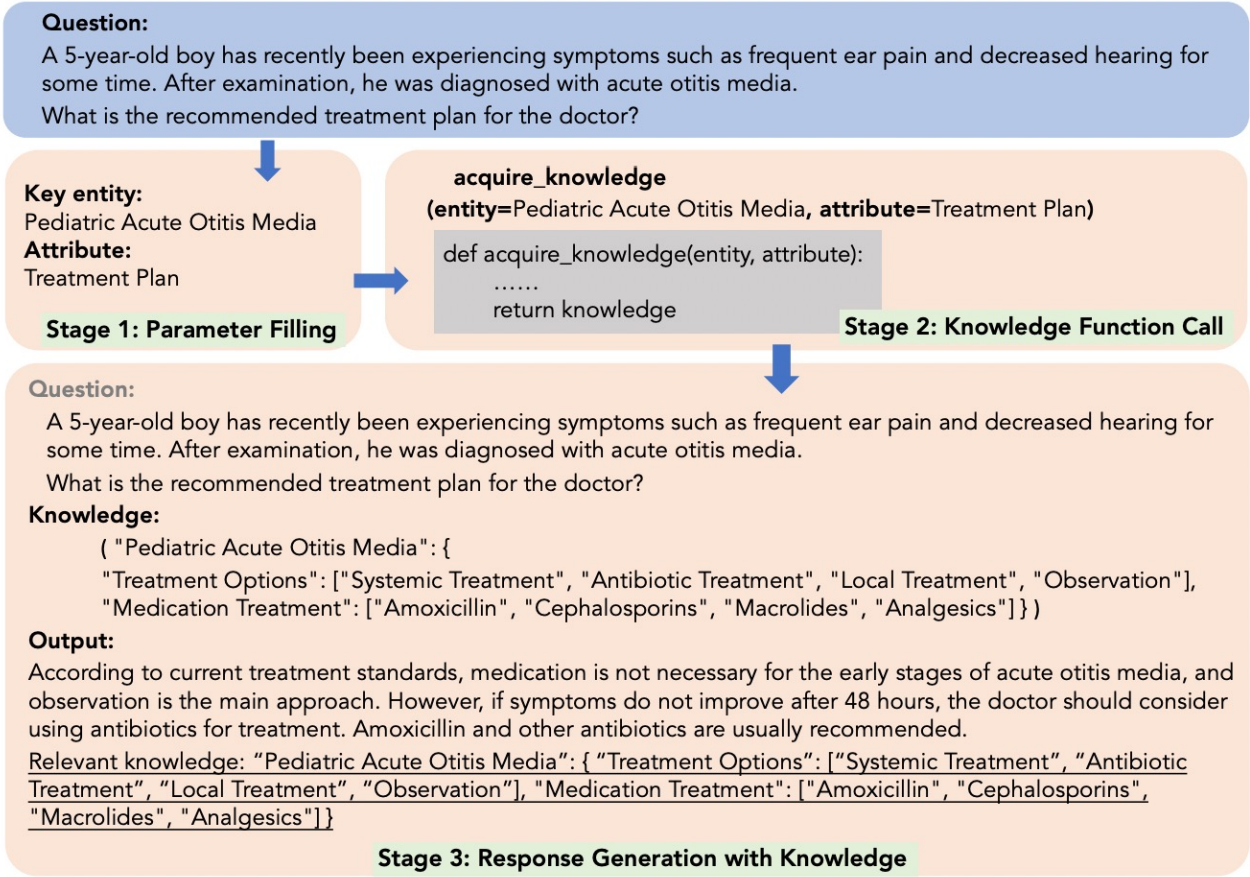 Question:
A 5-year-old boy has recently been experiencing symptoms such as frequent ear pain and decreased hearing for
some time. After examination, he was diagnosed with acute otitis media.
What is the recommended treatment plan for the doctor?
Key entity:
Pediatric Acute Otitis Media
Attribute:
Treatment Plan
Stage 1: Parameter Filling
acquire_knowledge
(entity=Pediatric Acute Otitis Media, attribute=Treatment Plan)
def acquire_knowledge(entity, attribute):
……
return knowledge
Stage 2: Knowledge Function Call
Question:
A 5-year-old boy has recently been experiencing symptoms such as frequent ear pain and decreased hearing for
some time. After examination, he was diagnosed with acute otitis media.
What is the recommended treatment plan for the doctor?
Knowledge:
( "Pediatric Acute Otitis Media": {
"Treatment Options": ["Systemic Treatment", "Antibiotic Treatment", "Local Treatment", "Observation"],
"Medication Treatment": ["Amoxicillin", "Cephalosporins", "Macrolides", "Analgesics"] } )
Output:
According to current treatment standards, medication is not necessary for the early stages of acute otitis media, and
observation is the main approach. However, if symptoms do not improve after 48 hours, the doctor should consider
using antibiotics for treatment. Amoxicillin and other antibiotics are usually recommended.
Relevant knowledge: “Pediatric Acute Otitis Media”: { “Treatment Options”: [“Systemic Treatment”, “Antibiotic
Treatment”, “Local Treatment”, “Observation”], "Medication Treatment": ["Amoxicillin", "Cephalosporins",
"Macrolides", "Analgesics"] }
Stage 3: Response Generation with Knowledge